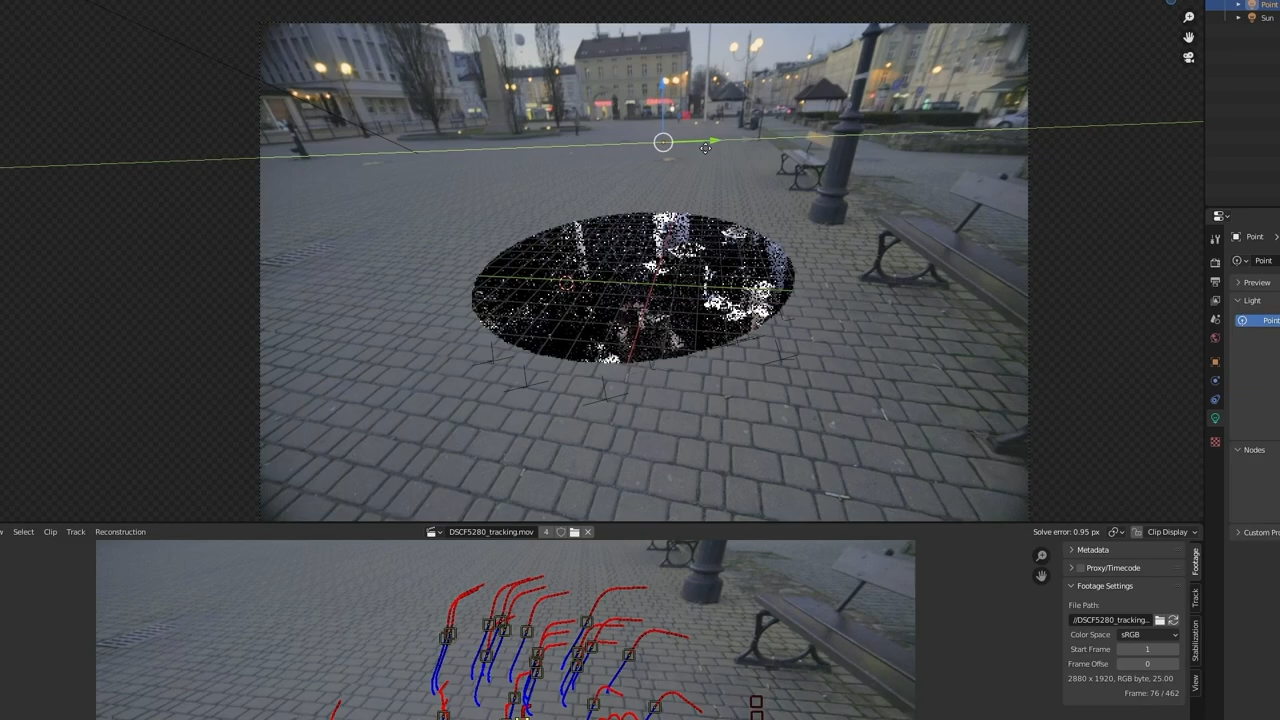 Point
Sun
Point
Point
Preview
Light
Point
Nodes
Custom Pro
Select Clip Track Reconstruction
DSCF5280_tracking.mov 4
Solve error: 0.95 px
Clip Display
Metadata
Proxy/Timecode
Footage Settings
File Path:
//DSCF5280_tracking...
Color Space sRGB
Start Frame 1
Frame Offse 0
2880 x 1920, RGB byte, 25.00
Frame: 76 / 462
Footage
Track
Stabilization
View